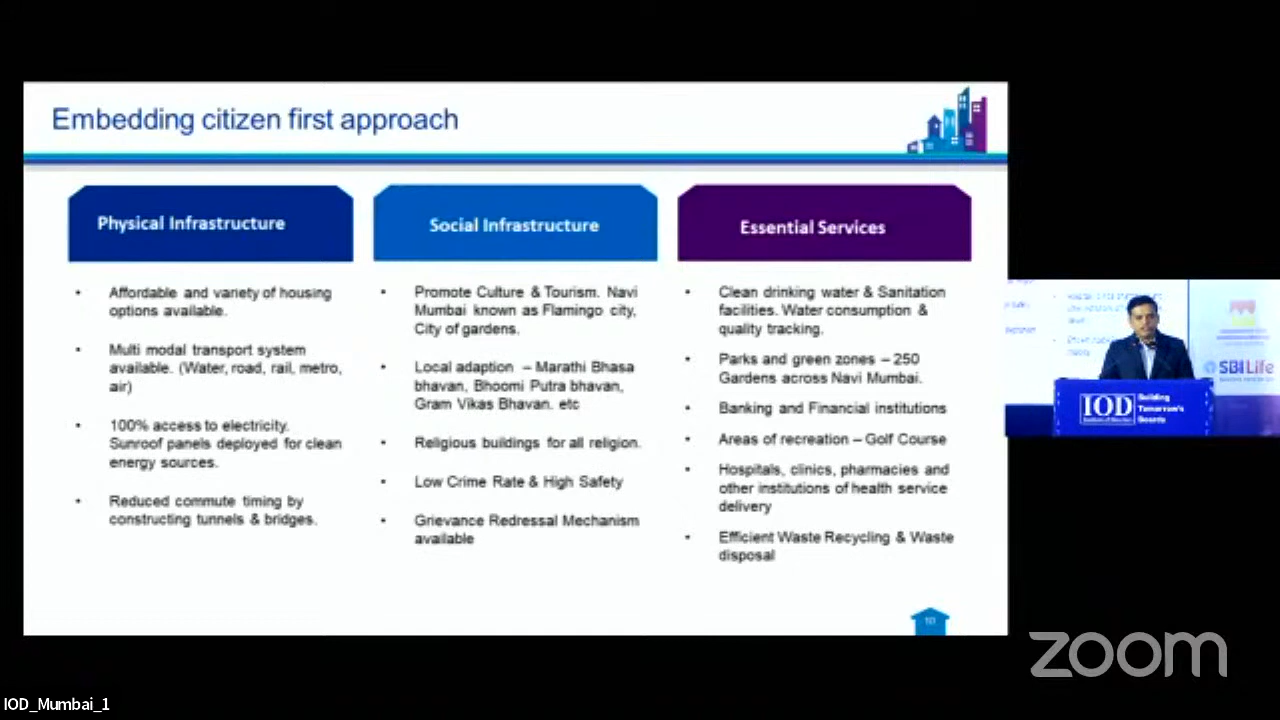 Embedding citizen first approach
Physical Infrastructure
• Affordable and variety of housing
options available.
• Multi modal transport system
available. (Water, road, rail, metro,
air)
• 100% access to electricity.
Sunroof panels deployed for clean
energy sources.
• Reduced commute timing by
constructing tunnels & bridges.
Social Infrastructure
• Promote Culture & Tourism. Navi
Mumbai known as Flamingo city,
City of gardens.
• Local adaption – Marathi Bhasa
bhavan, Bhoomi Putra bhavan,
Gram Vikas Bhavan. etc
• Religious buildings for all religion.
• Low Crime Rate & High Safety
• Grievance Redressal Mechanism
available
Essential Services
• Clean drinking water & Sanitation
facilities. Water consumption &
quality tracking.
• Parks and green zones – 250
Gardens across Navi Mumbai.
• Banking and Financial institutions
• Areas of recreation – Golf Course
• Hospitals, clinics, pharmacies and
other institutions of health service
delivery
• Efficient Waste Recycling & Waste
disposal
10
SBI Life
IOD
Building
Tomorrow's
Boards
zoom
IOD_Mumbai_1